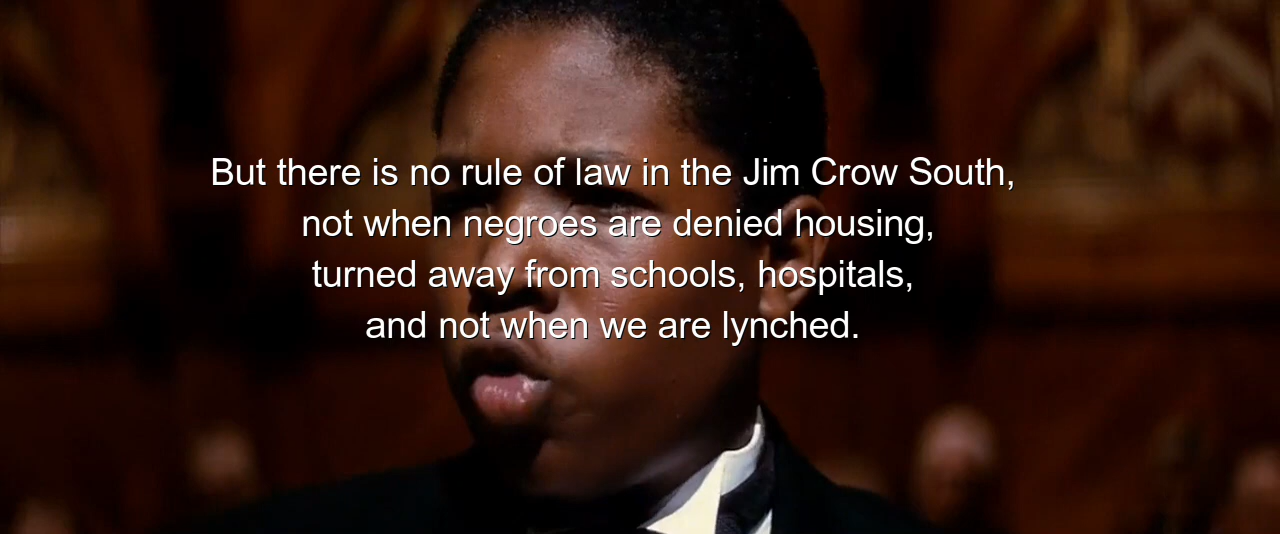 But there is no rule of law in the Jim Crow South,
not when negroes are denied housing,
turned away from schools, hospitals,
and not when we are lynched.